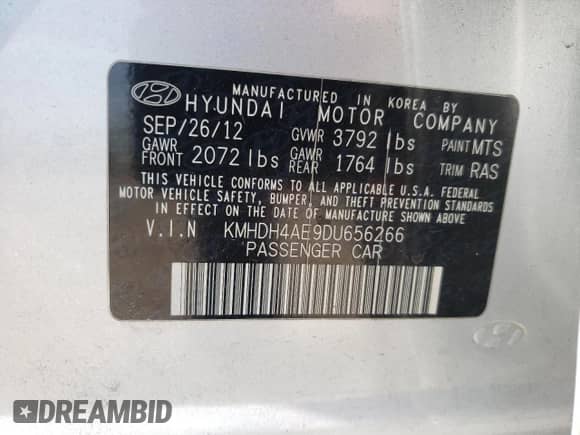 MANUFACTURED IN KOREA BY
HYUNDAI MOTOR COMPANY
SEP/26/12 GVWR 3792 lbs PAINT MTS
GAWR FRONT 2072 lbs GAWR REAR 1764 lbs TRIM RAS
THIS VEHICLE CONFORMS TO ALL APPLICABLE U.S.A. FEDERAL
MOTOR VEHICLE SAFETY, BUMPER, AND THEFT PREVENTION
STANDARDS IN EFFECT ON THE DATE OF MANUFACTURE SHOWN ABOVE
V.I.N KMHDH4AE9DU656266
PASSENGER CAR
DREAMBID